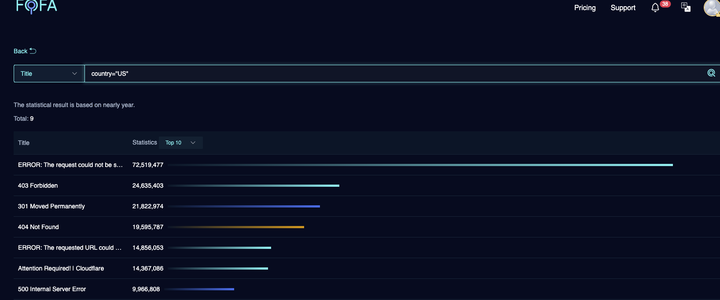 FOFA
Pricing Support 38
Back
Title country="US"
The statistical result is based on nearly year.
Total: 9
Title Statistics Top 10
ERROR: The request could not be s... 72,519,477
403 Forbidden 24,635,403
301 Moved Permanently 21,822,974
404 Not Found 19,595,787
ERROR: The requested URL could ... 14,856,053
Attention Required! | Cloudflare 14,367,086
500 Internal Server Error 9,966,808